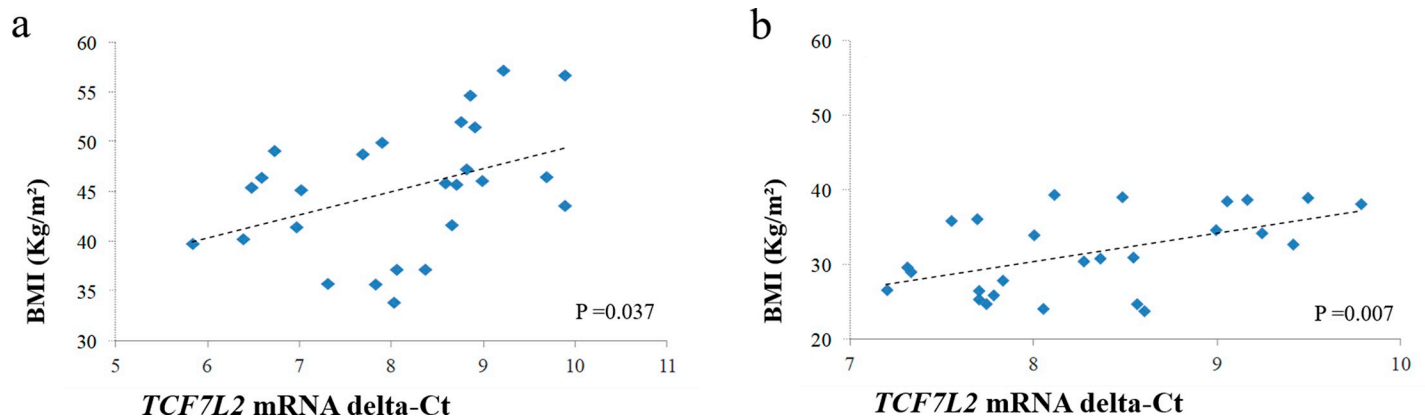 a
60
55
50
45
40
35
30
BMI (Kg/m²)
P =0.037
5 6 7 8 9 10 11
TCF7L2 mRNA delta-Ct
b
60
50
40
30
20
BMI (Kg/m²)
P =0.007
7 8 9 10
TCF7L2 mRNA delta-Ct